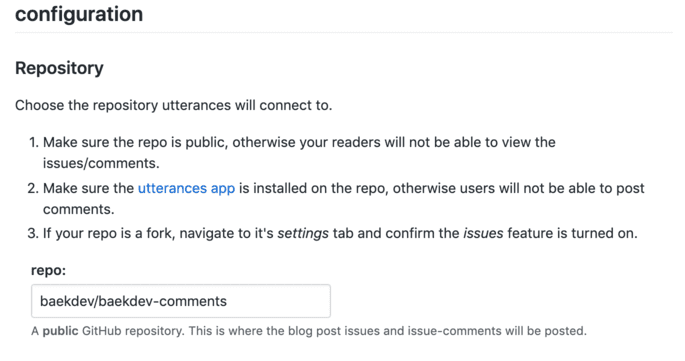 configuration
Repository
Choose the repository utterances will connect to.
1. Make sure the repo is public, otherwise your readers will not be able to view the
issues/comments.
2. Make sure the utterances app is installed on the repo, otherwise users will not be able to post
comments.
3. If your repo is a fork, navigate to it's settings tab and confirm the issues feature is turned on.
repo:
baekdev/baekdev-comments
A public GitHub repository. This is where the blog post issues and issue-comments will be posted.